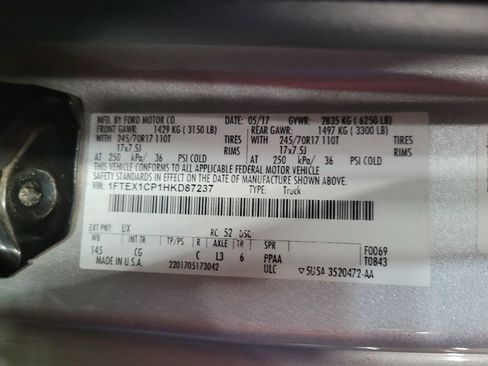 MFD. BY FORD MOTOR CO. DATE: 05/17 GVWR: 2835 KG ( 6250 LB)
FRONT GAWR: 1429 KG ( 3150 LB) REAR GAWR: 1497 KG ( 3300 LB)
WITH 245/70R17 110T TIRES 245/70R17 110T TIRES
17x7.5J RIMS 17x7.5J RIMS
AT 250 kPa/ 36 PSI COLD AT 250 kPa/ 36 PSI COLD
THIS VEHICLE CONFORMS TO ALL APPLICABLE FEDERAL MOTOR VEHICLE
SAFETY STANDARDS IN EFFECT ON THE DATE OF MANUFACTURE SHOWN ABOVE.
VIN: 1FTEX1CP1HKD87237 TYPE: Truck
EXT PNT: UX RC: 52 DSO:
WB INT TR TP/PS R AXLE TR SPR F0069
145 CG C L3 6 PPAA T0843
MADE IN U.S.A. 2201705173042 ULC ▽5USA 3520472-AA